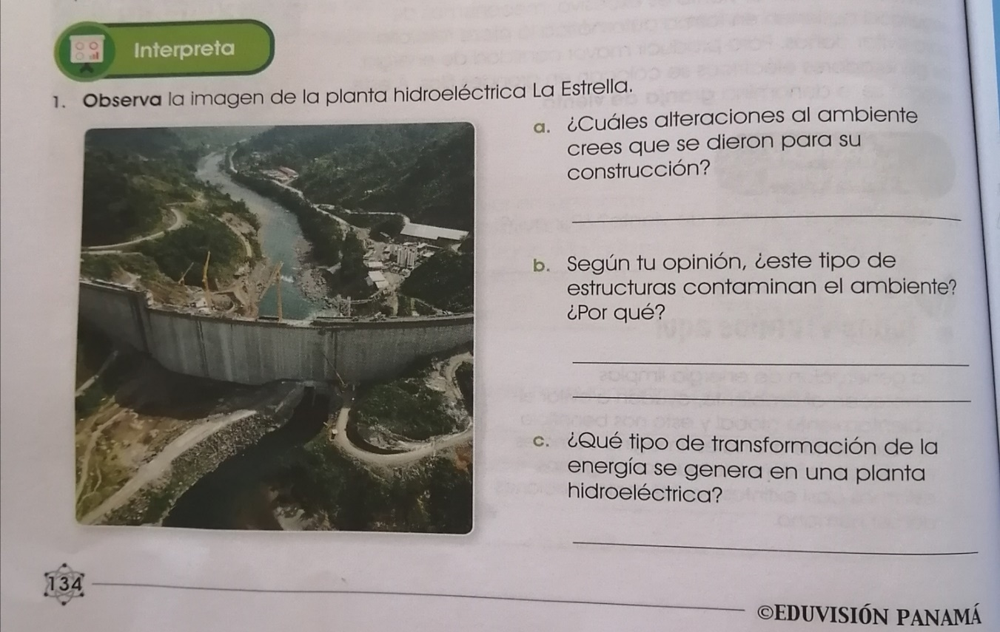 Interpreta
1. Observa la imagen de la planta hidroeléctrica La Estrella.
a. ¿Cuáles alteraciones al ambiente
crees que se dieron para su
construcción?
b. Según tu opinión, ¿este tipo de
estructuras contaminan el ambiente?
¿Por qué?
c. ¿Qué tipo de transformación de la
energía se genera en una planta
hidroeléctrica?
134
©EDUVISIÓN PANAMÁ